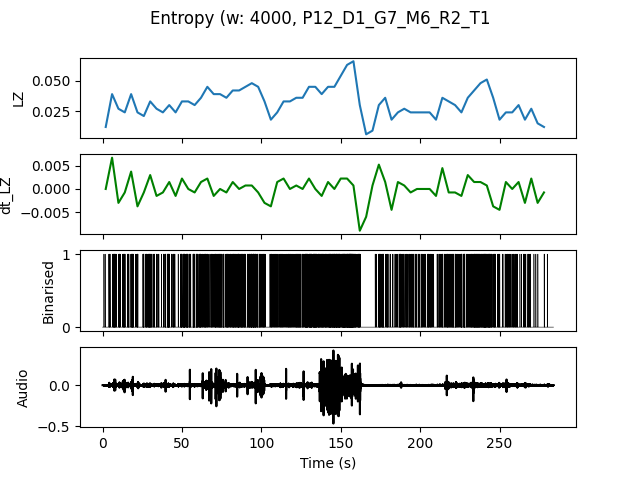 Entropy (w: 4000, P12_D1_G7_M6_R2_T1
0.050
0.025
LZ
0.005
0.000
−0.005
dt_LZ
1
0
Binarised
0.0
−0.5
Audio
0 50 100 150 200 250
Time (s)